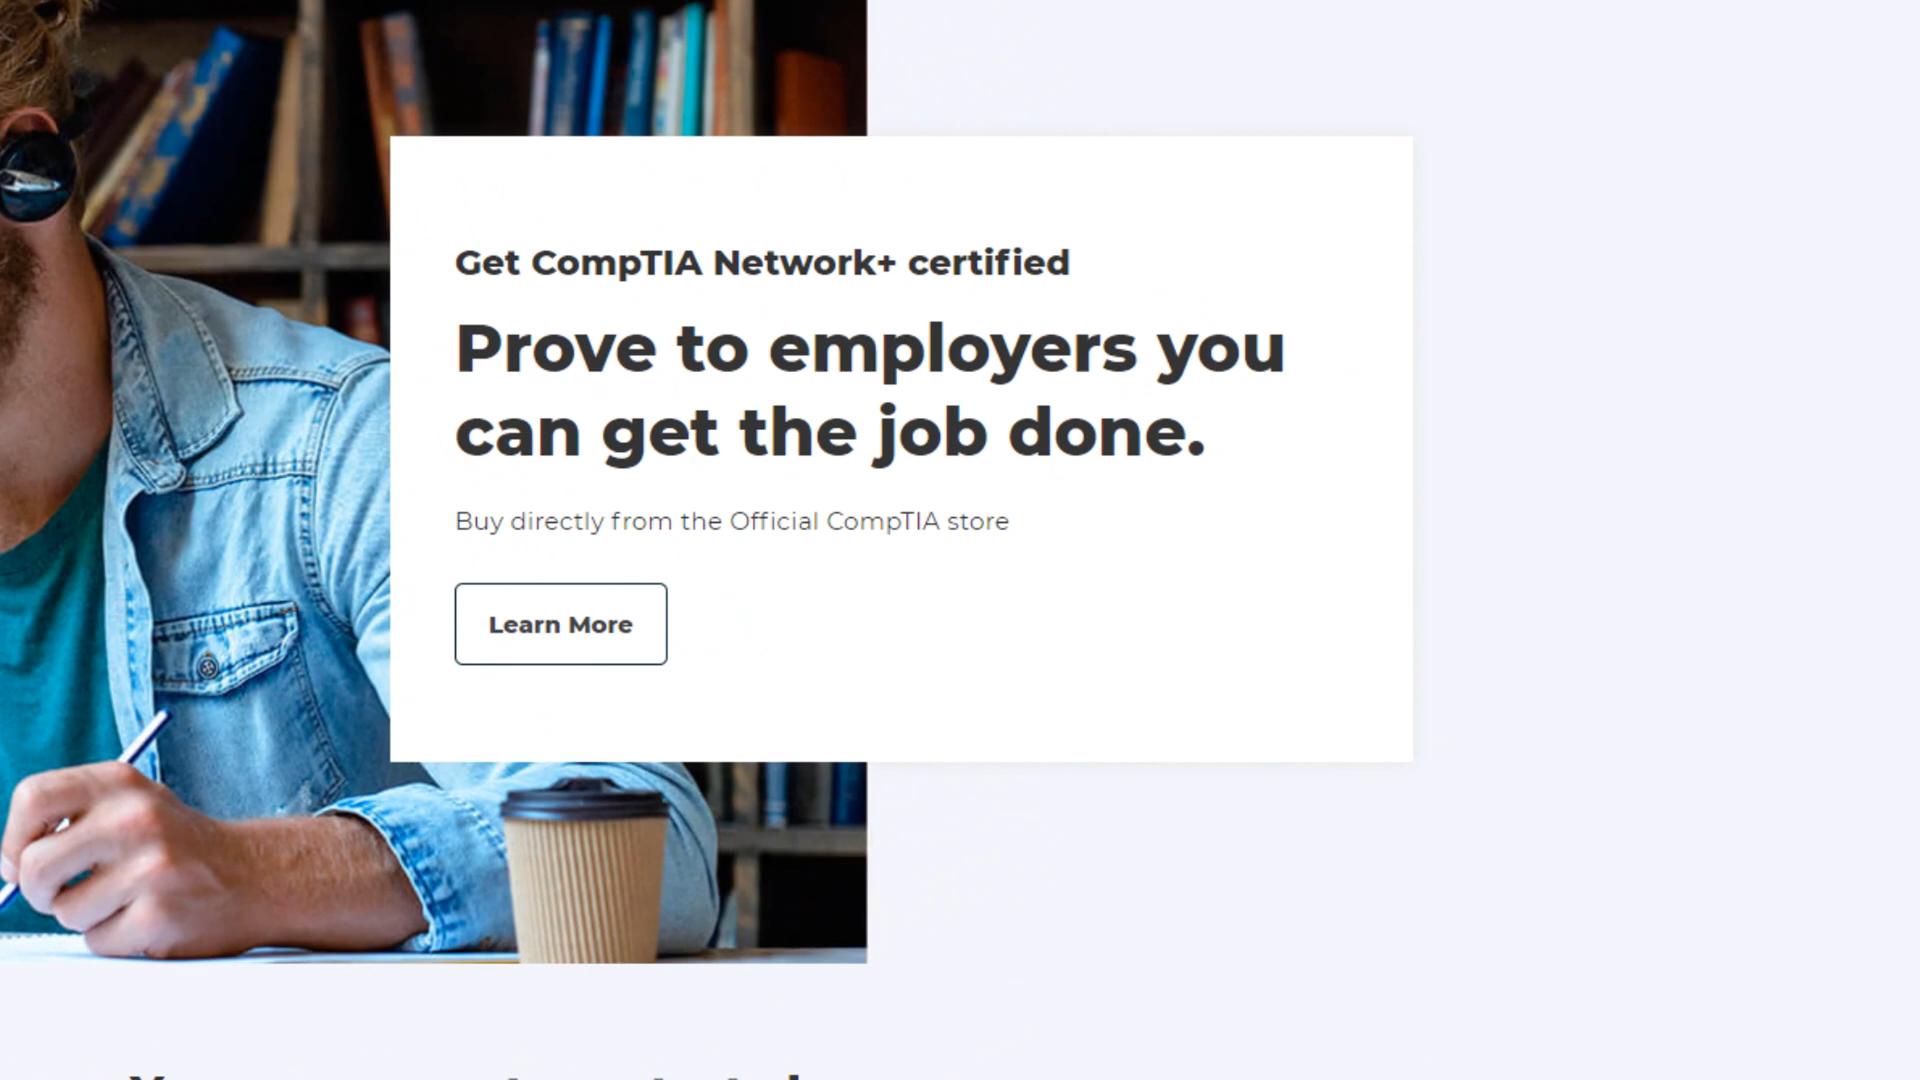 Get CompTIA Network+ certified
Prove to employers you
can get the job done.
Buy directly from the Official CompTIA store
Learn More